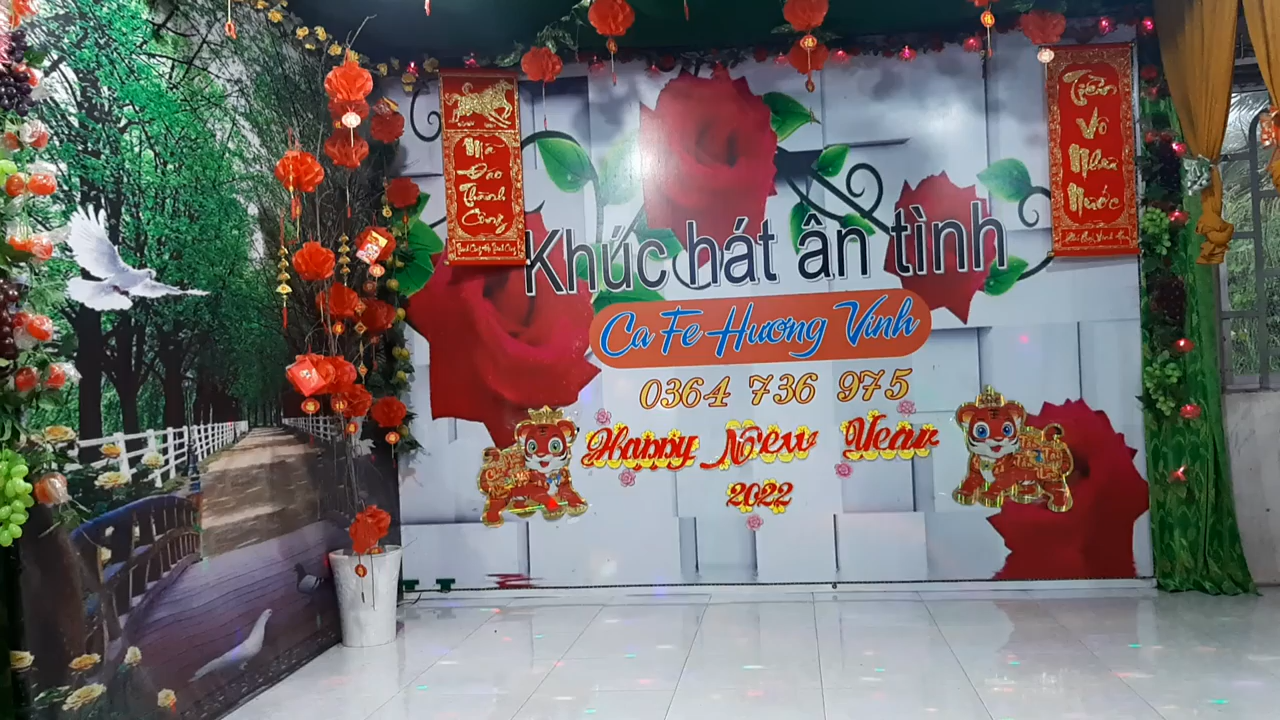 Mã
Đáo
Thành
Công
Tiền
Vô
Như
Nước
Khúc hát ân tình
Ca Fe Hương Vinh
0364 736 975
Happy New Year
2022